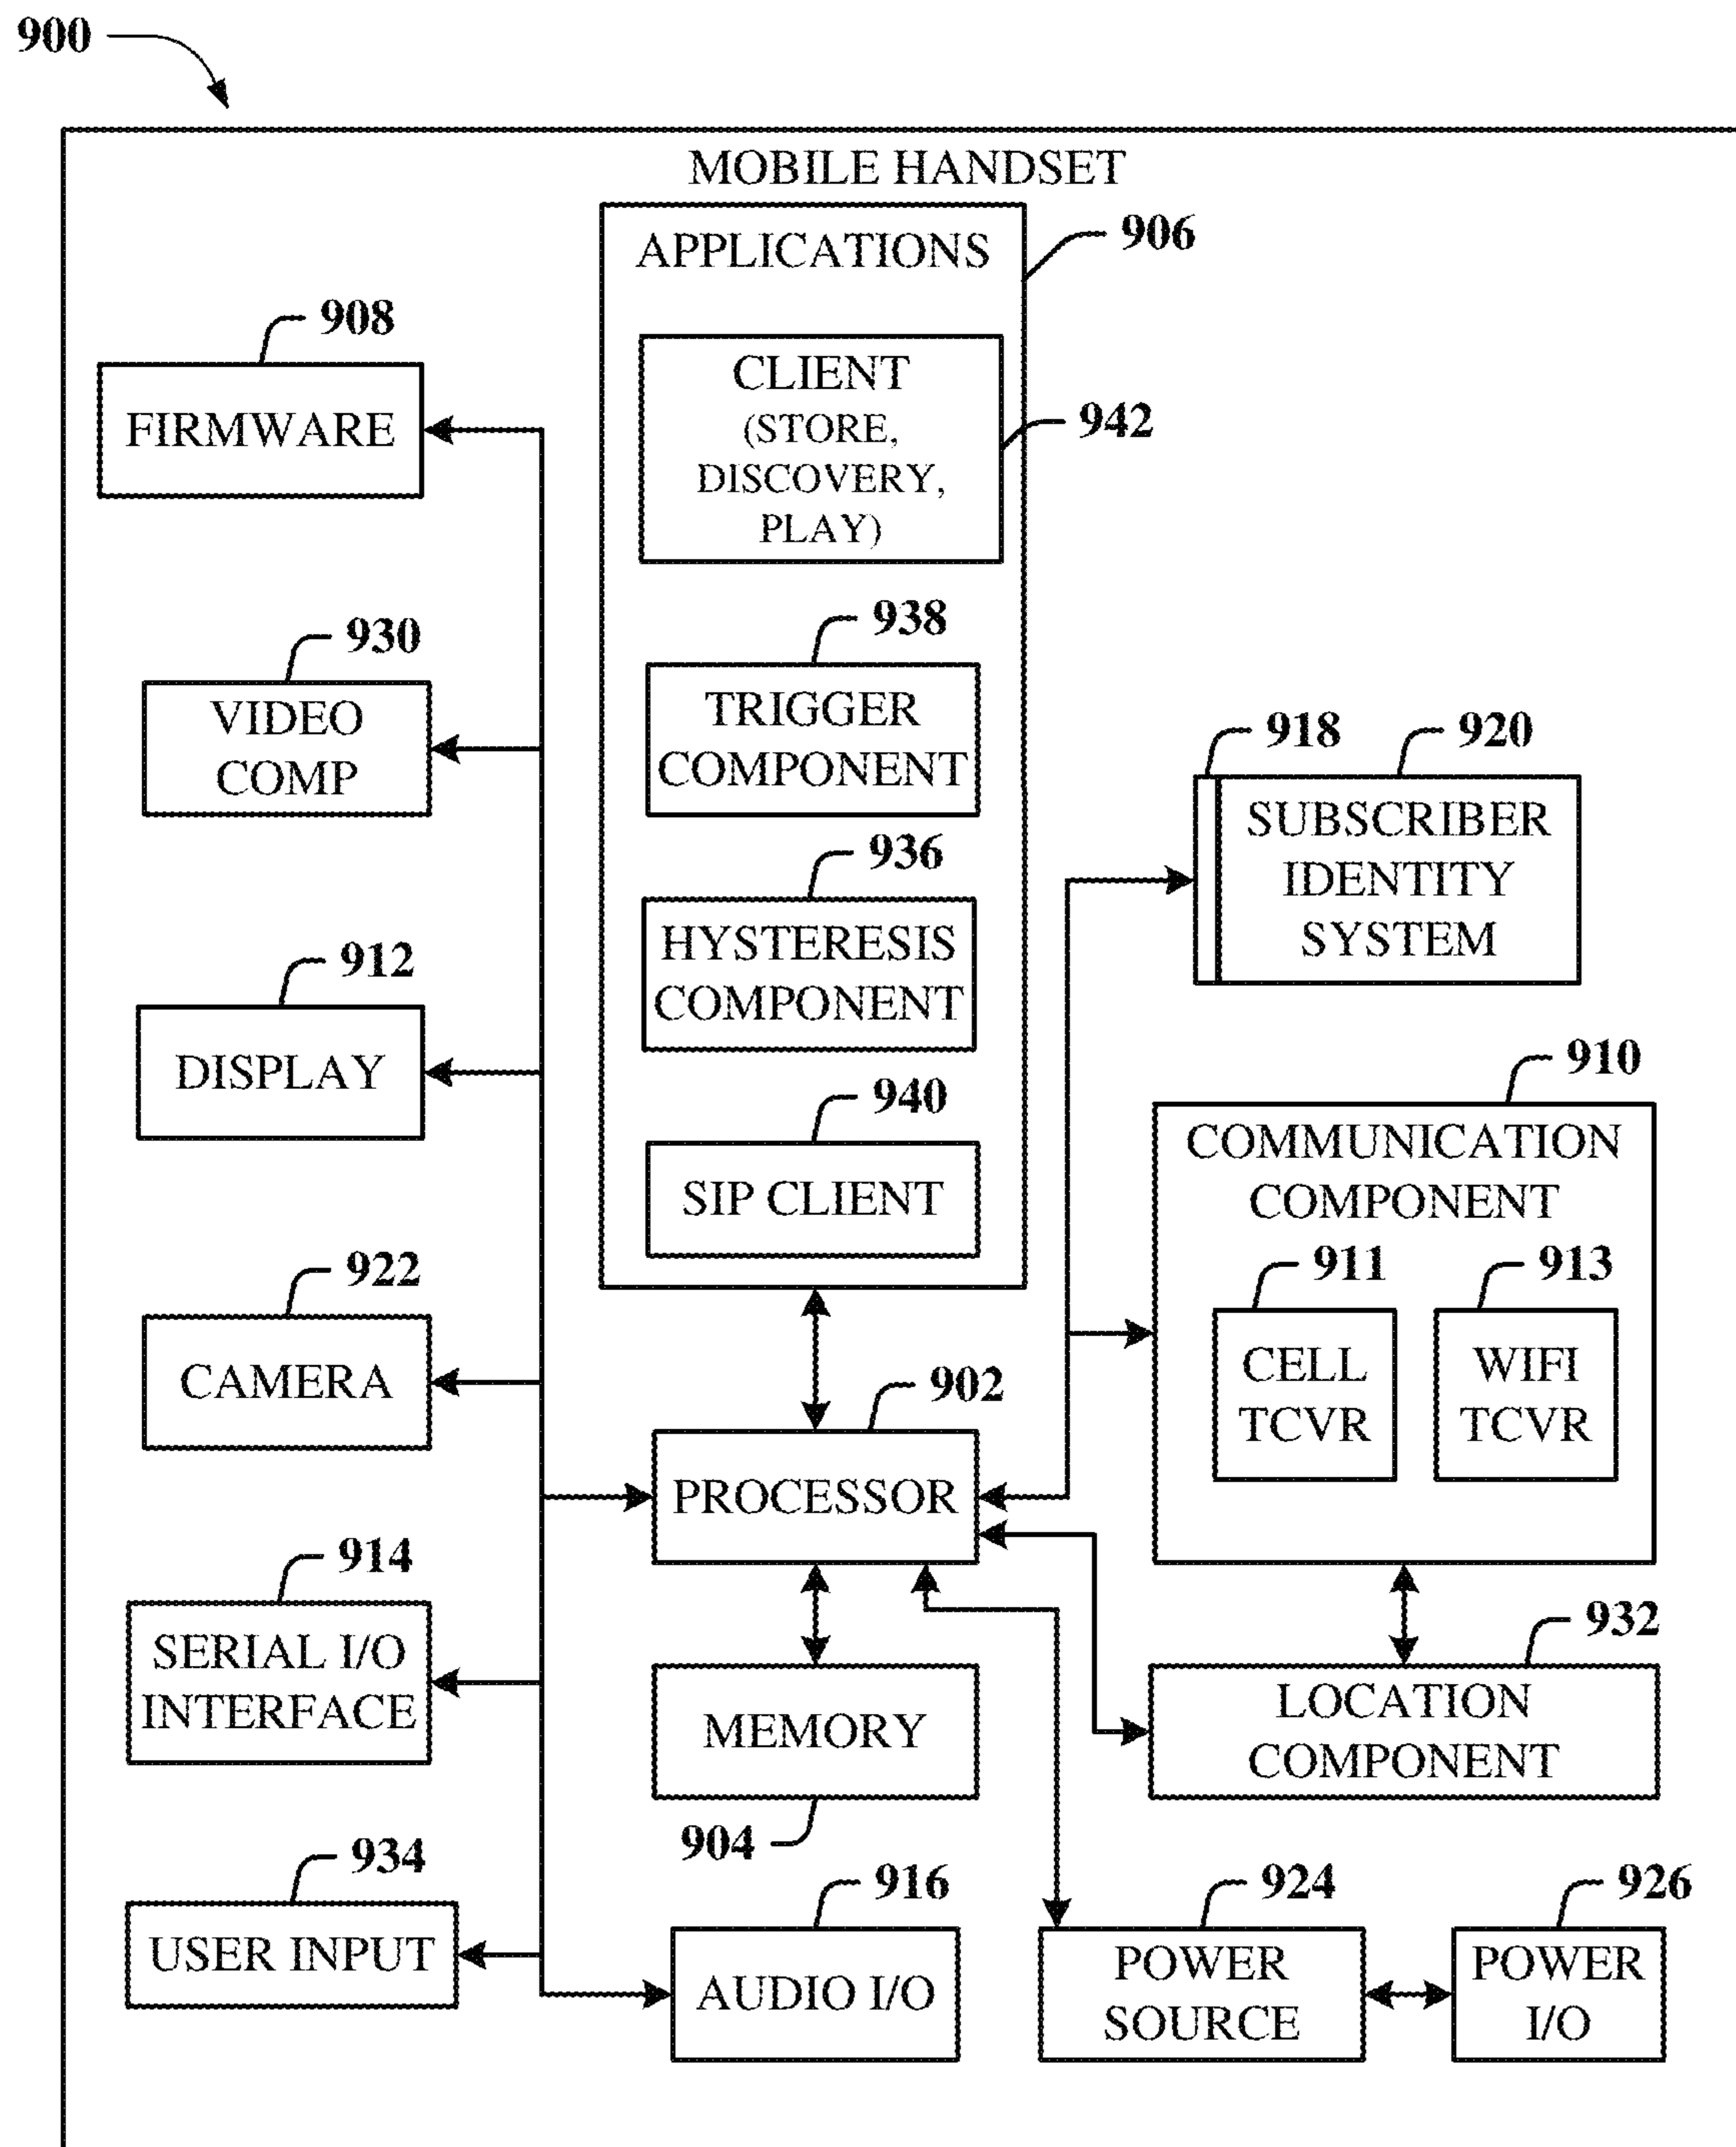 900
MOBILE HANDSET
APPLICATIONS
906
CLIENT
(STORE,
DISCOVERY,
PLAY)
942
938
TRIGGER
COMPONENT
936
HYSTERESIS
COMPONENT
940
SIP CLIENT
908
FIRMWARE
930
VIDEO
COMP
912
DISPLAY
922
CAMERA
914
SERIAL I/O
INTERFACE
934
USER INPUT
902
PROCESSOR
MEMORY
904
916
AUDIO I/O
918
920
SUBSCRIBER
IDENTITY
SYSTEM
910
COMMUNICATION
COMPONENT
911
CELL
TCVR
913
WIFI
TCVR
932
LOCATION
COMPONENT
924
POWER
SOURCE
926
POWER
I/O